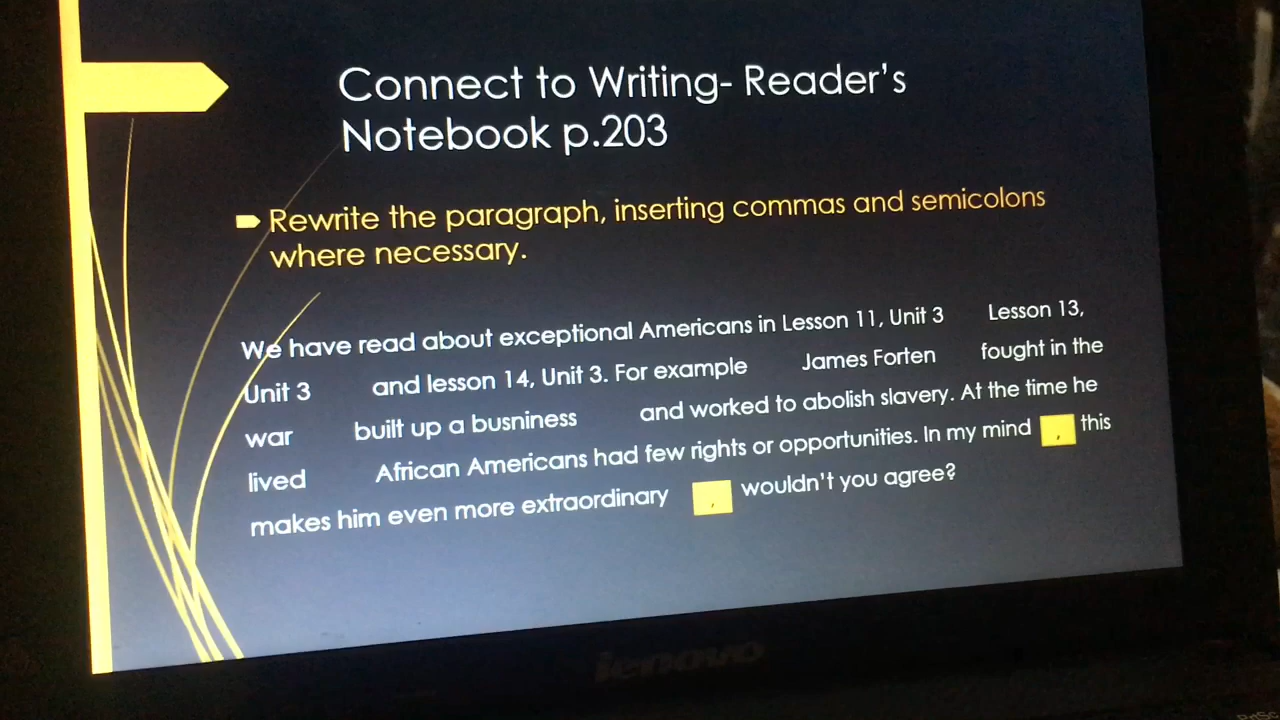 Connect to Writing- Reader's
Notebook p.203
Rewrite the paragraph, inserting commas and semicolons
where necessary.
We have read about exceptional Americans in Lesson 11, Unit 3 Lesson 13,
Unit 3 and lesson 14, Unit 3. For example James Forten fought in the
war built up a busniness and worked to abolish slavery. At the time he
lived African Americans had few rights or opportunities. In my mind , this
makes him even more extraordinary , wouldn't you agree?
lenovo